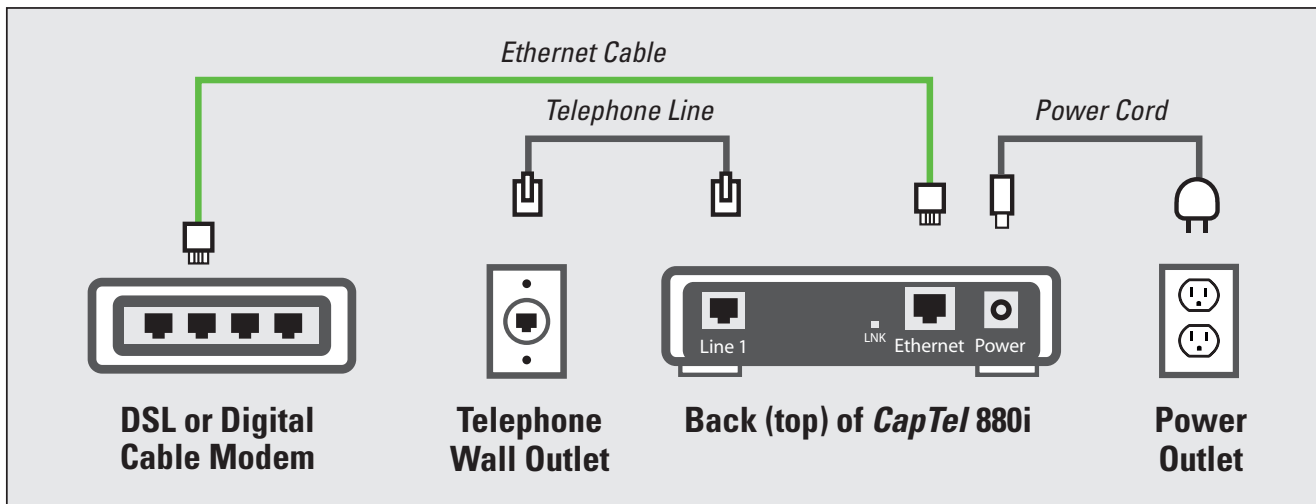 Ethernet Cable
Telephone Line
Power Cord
Line 1
LNK
Ethernet
Power
DSL or Digital
Cable Modem
Telephone
Wall Outlet
Back (top) of CapTel 880i
Power
Outlet